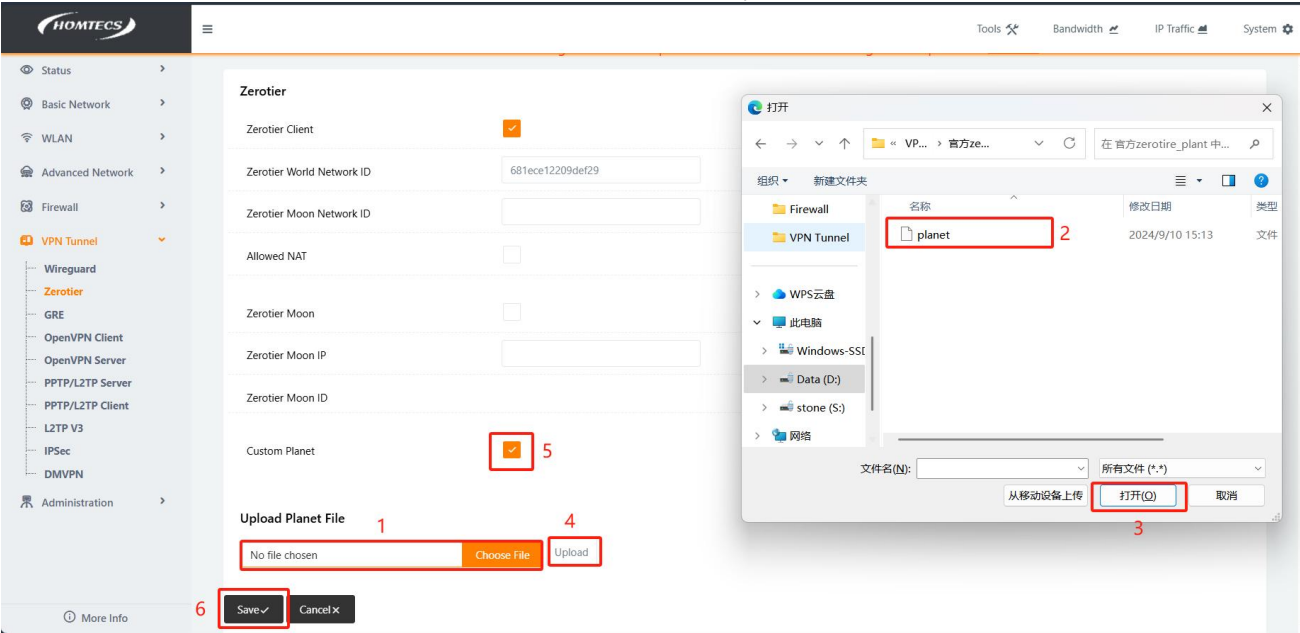 HOMTECS
Tools
Bandwidth
IP Traffic
System
Status
Basic Network
WLAN
Advanced Network
Firewall
VPN Tunnel
Wireguard
Zerotier
GRE
OpenVPN Client
OpenVPN Server
PPTP/L2TP Server
PPTP/L2TP Client
L2TP V3
IPSec
DMVPN
Administration
More Info
Zerotier
Zerotier Client
Zerotier World Network ID
681ece12209def29
Zerotier Moon Network ID
Allowed NAT
Zerotier Moon
Zerotier Moon IP
Zerotier Moon ID
Custom Planet
5
Upload Planet File
1
4
No file chosen
Choose File
Upload
6
Save
Cancel
打开
« VP... › 官方ze...
在 官方zerotire_plant 中...
组织
新建文件夹
Firewall
VPN Tunnel
WPS云盘
此电脑
Windows-SSD
Data (D:)
stone (S:)
网络
名称
修改日期
类型
planet
2
2024/9/10 15:13
文件
文件名(N):
所有文件 (*.*)
从移动设备上传
打开(O)
取消
3